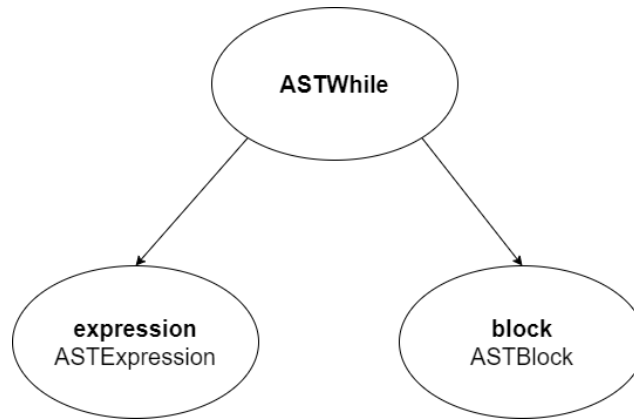 ASTWhile
expression
ASTExpression
block
ASTBlock